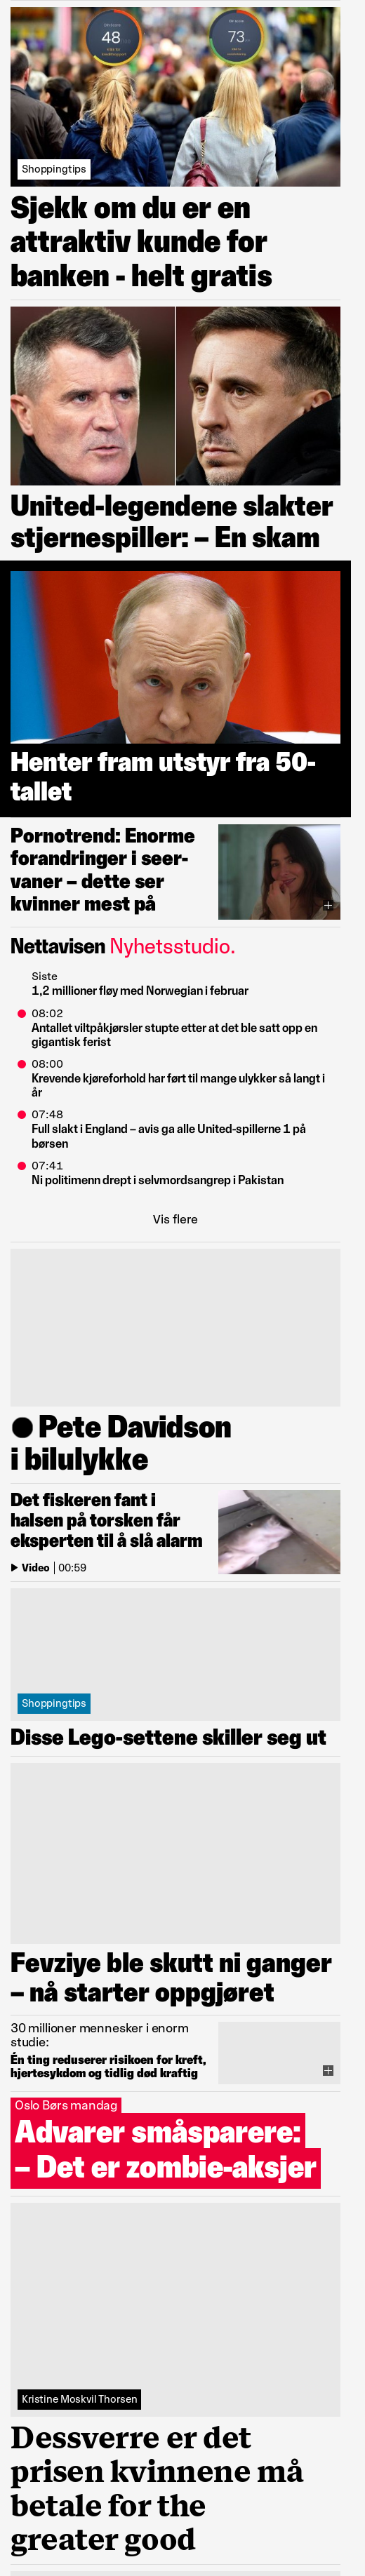 48
73
Shoppingtips
Sjekk om du er en
attraktiv kunde for
banken - helt gratis
United-legendene slakter
stjernespiller: – En skam
Henter fram utstyr fra 50-
tallet
Pornotrend: Enorme
forandringer i seer-
vaner – dette ser
kvinner mest på
Nettavisen Nyhetsstudio.
Siste
1,2 millioner fløy med Norwegian i februar
08:02
Antallet viltpåkjørsler stupte etter at det ble satt opp en
gigantisk ferist
08:00
Krevende kjøreforhold har ført til mange ulykker så langt i
år
07:48
Full slakt i England – avis ga alle United-spillerne 1 på
børsen
07:41
Ni politimenn drept i selvmordsangrep i Pakistan
Vis flere
Pete Davidson
i bilulykke
Det fiskeren fant i
halsen på torsken får
eksperten til å slå alarm
Video 00:59
Shoppingtips
Disse Lego-settene skiller seg ut
Fevziye ble skutt ni ganger
– nå starter oppgjøret
30 millioner mennesker i enorm
studie:
Én ting reduserer risikoen for kreft,
hjertesykdom og tidlig død kraftig
Oslo Børs mandag
Advarer småsparere:
– Det er zombie-aksjer
Kristine Moskvil Thorsen
Dessverre er det
prisen kvinnene må
betale for the
greater good